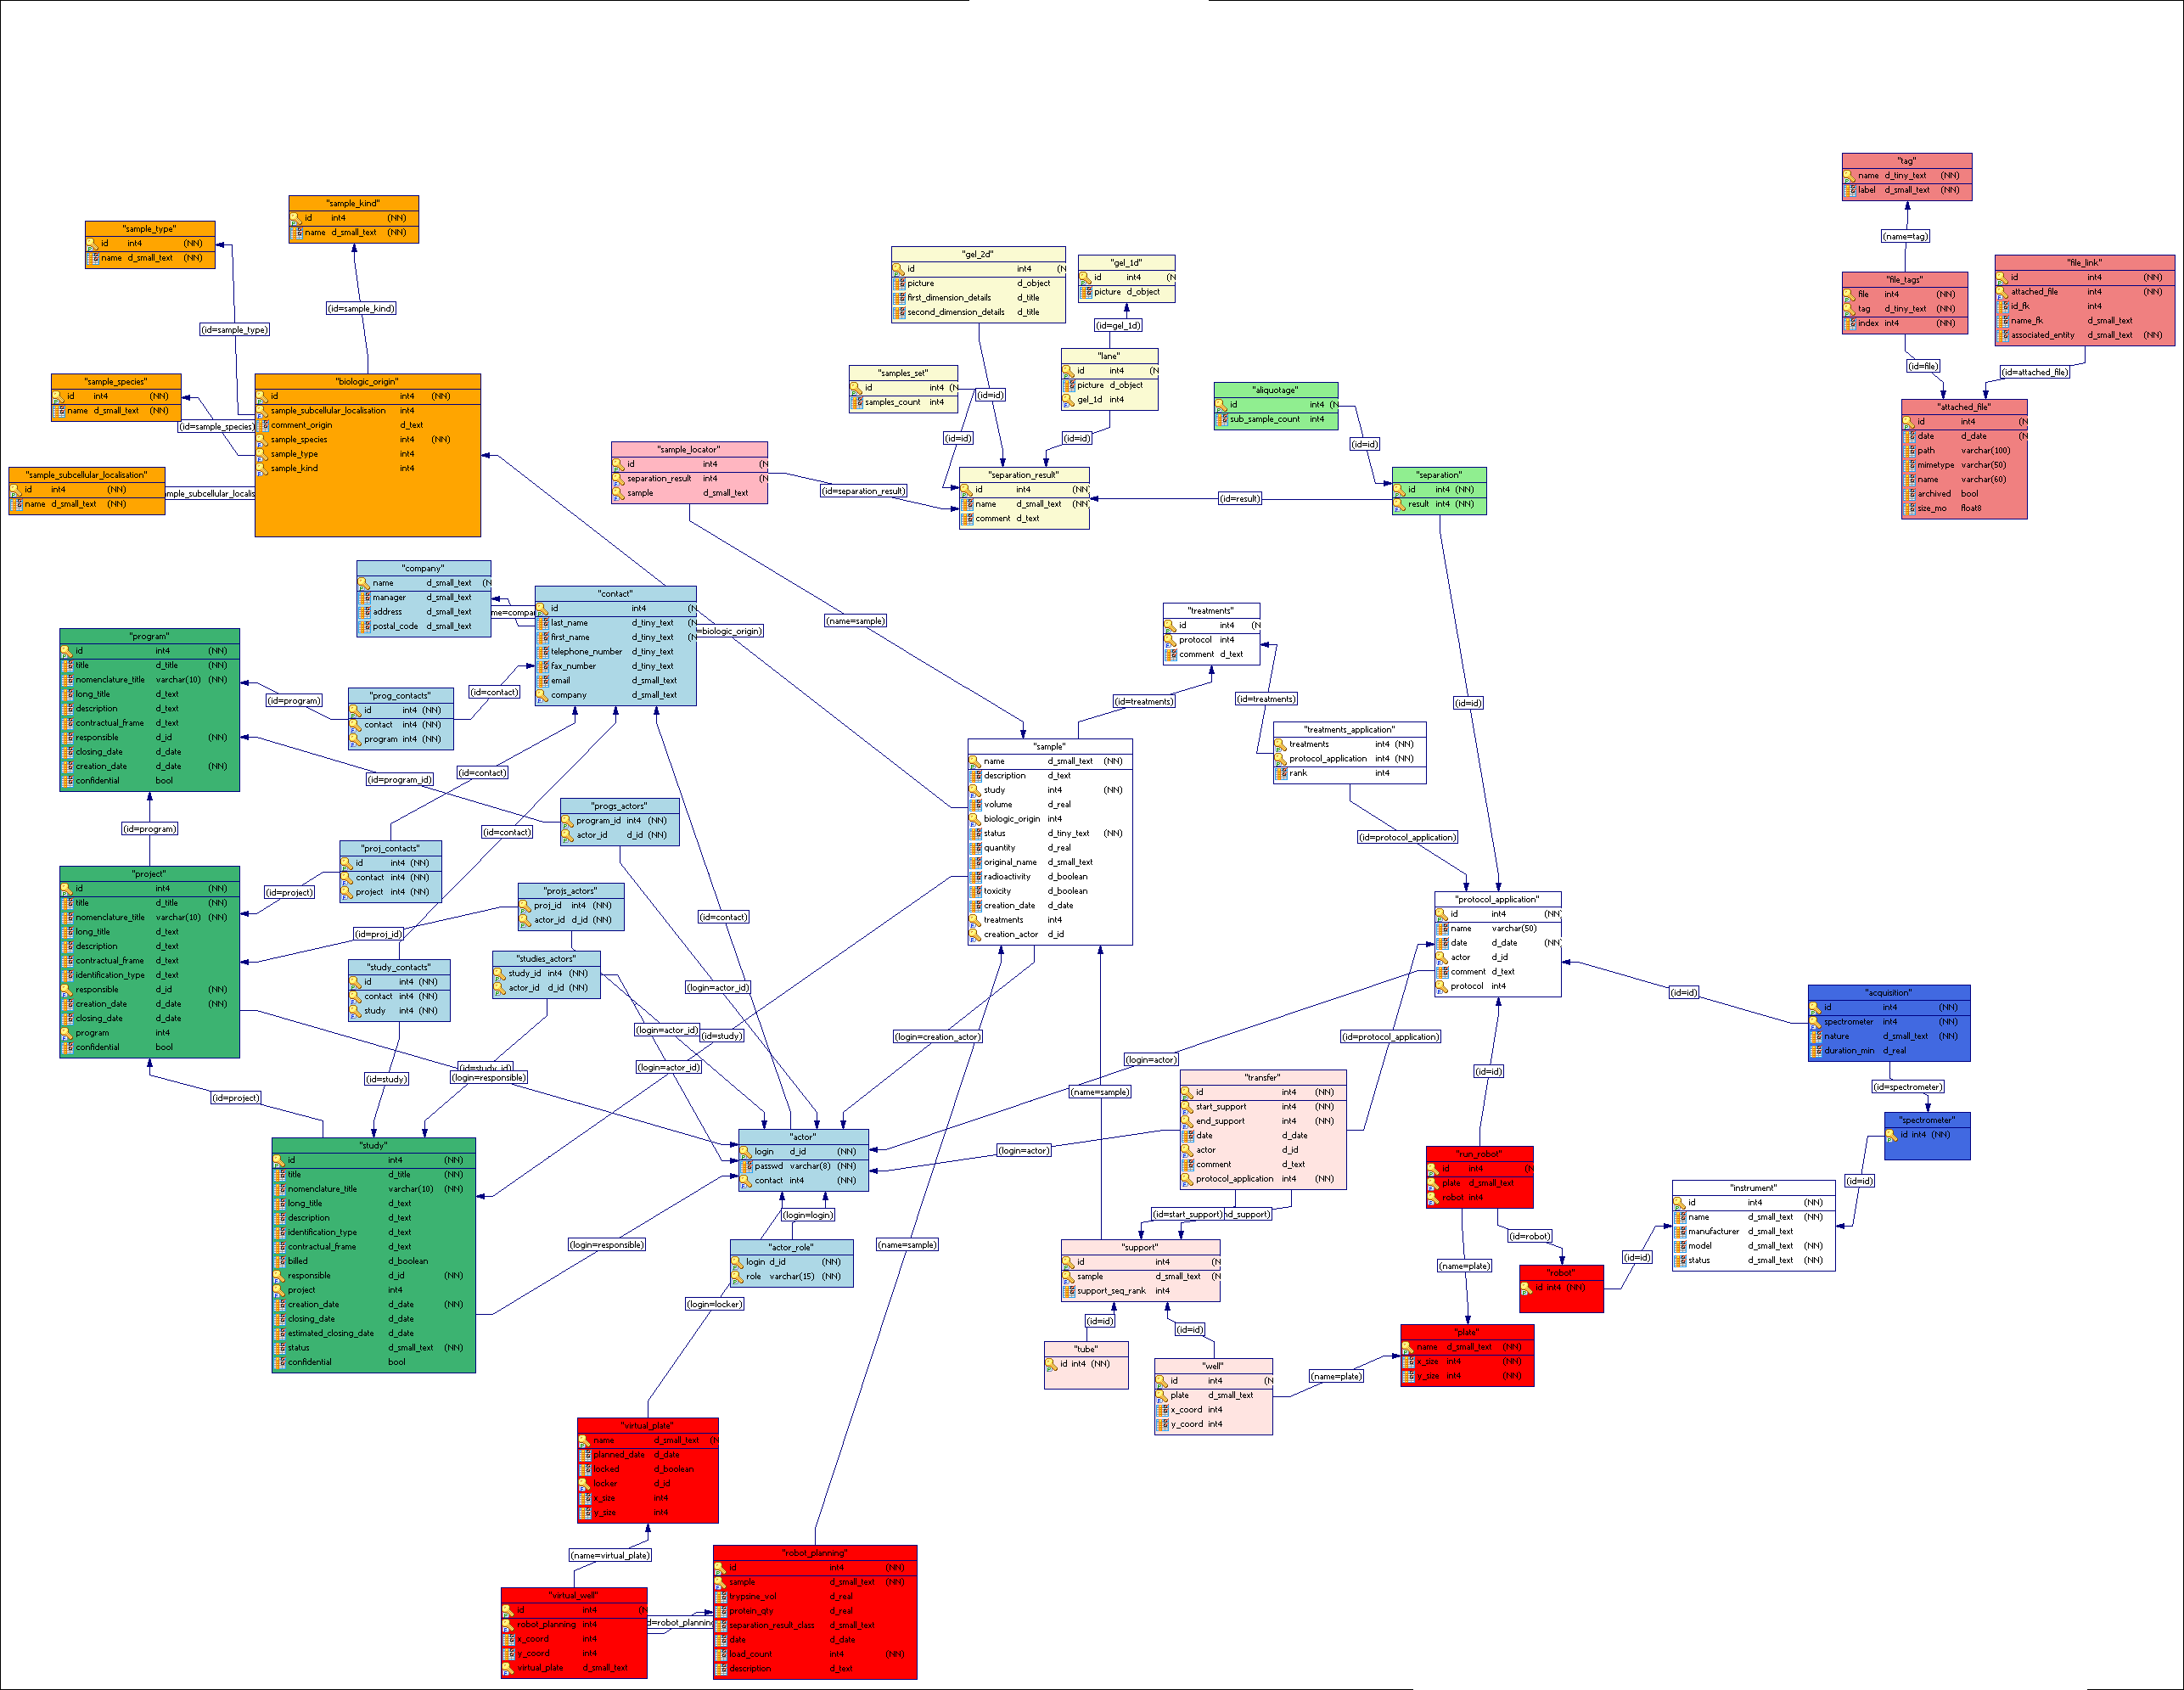 "tag"
name d_tiny_text (NN)
label d_small_text (NN)
(name=tag)
"sample_kind"
id int4 (NN)
name d_small_text (NN)
(id=sample_kind)
"sample_type"
id int4 (NN)
name d_small_text (NN)
(id=sample_type)
"gel_2d"
id int4 (N
picture d_object
first_dimension_details d_title
second_dimension_details d_title
"gel_1d"
id int4 (N
picture d_object
(id=gel_1d)
"file_tags"
file int4 (NN)
tag d_tiny_text (NN)
index int4 (NN)
(id=file)
"file_link"
id int4 (NN)
attached_file int4 (NN)
id_fk int4
name_fk d_small_text
associated_entity d_small_text (NN)
(id=attached_file)
"lane"
id int4 (N
picture d_object
gel_1d int4
(id=id)
"samples_set"
id int4 (N
samples_count int4
(id=id)
(id=id)
"sample_species"
id int4 (NN)
name d_small_text (NN)
(id=sample_species)
"biologic_origin"
id int4 (NN)
sample_subcellular_localisation int4
comment_origin d_text
sample_species int4 (NN)
sample_type int4
sample_kind int4
"aliquotage"
id int4 (N
sub_sample_count int4
(id=id)
"attached_file"
id int4 (N
date d_date (N
path varchar(100)
mimetype varchar(50)
name varchar(60)
archived bool
size_mo float8
"sample_subcellular_localisation"
id int4 (NN)
name d_small_text (NN)
mple_subcellular_localis
"sample_locator"
id int4 (N
separation_result int4 (N
sample d_small_text
(id=separation_result)
"separation_result"
id int4 (NN)
name d_small_text (NN)
comment d_text
(id=result)
"separation"
id int4 (NN)
result int4 (NN)
"company"
name d_small_text (N
manager d_small_text
address d_small_text
postal_code d_small_text
me=compa
"contact"
id int4 (N
last_name d_tiny_text (N
first_name d_tiny_text (N
telephone_number d_tiny_text
fax_number d_tiny_text
email d_small_text
company d_small_text
=biologic_origin)
(name=sample)
"treatments"
id int4 (N
protocol int4
comment d_text
(id=treatments)
(id=treatments)
(id=id)
"program"
id int4 (NN)
title d_title (NN)
nomenclature_title varchar(10) (NN)
long_title d_text
description d_text
contractual_frame d_text
responsible d_id (NN)
closing_date d_date
creation_date d_date (NN)
confidential bool
(id=program)
"prog_contacts"
id int4 (NN)
contact int4 (NN)
program int4 (NN)
(id=contact)
(id=program_id)
(id=contact)
"progs_actors"
program_id int4 (NN)
actor_id d_id (NN)
(id=program)
(id=contact)
"treatments_application"
treatments int4 (NN)
protocol_application int4 (NN)
rank int4
(id=protocol_application)
"sample"
name d_small_text (NN)
description d_text
study int4 (NN)
volume d_real
biologic_origin int4
status d_tiny_text (NN)
quantity d_real
original_name d_small_text
radioactivity d_boolean
toxicity d_boolean
creation_date d_date
treatments int4
creation_actor d_id
"proj_contacts"
id int4 (NN)
contact int4 (NN)
project int4 (NN)
(id=project)
"project"
id int4 (NN)
title d_title (NN)
nomenclature_title varchar(10) (NN)
long_title d_text
description d_text
contractual_frame d_text
identification_type d_text
responsible d_id (NN)
creation_date d_date (NN)
closing_date d_date
program int4
confidential bool
"projs_actors"
proj_id int4 (NN)
actor_id d_id (NN)
(id=proj_id)
(id=contact)
"protocol_application"
id int4 (NN)
name varchar(50)
date d_date (NN)
actor d_id
comment d_text
protocol int4
"study_contacts"
id int4 (NN)
contact int4 (NN)
study int4 (NN)
"studies_actors"
study_id int4 (NN)
actor_id d_id (NN)
(login=actor_id)
(login=actor_id)
(id=study)
(login=creation_actor)
(id=protocol_application)
(id=id)
"acquisition"
id int4 (NN)
spectrometer int4 (NN)
nature d_small_text (NN)
duration_min d_real
(id=spectrometer)
(id=study_id)
(login=responsible)
(login=actor_id)
(login=actor)
(id=study)
(id=project)
(name=sample)
(id=id)
"transfer"
id int4 (NN)
start_support int4 (NN)
end_support int4 (NN)
date d_date
actor d_id
comment d_text
protocol_application int4 (NN)
"spectrometer"
id int4 (NN)
(id=id)
"actor"
login d_id (NN)
passwd varchar(8) (NN)
contact int4 (NN)
(login=actor)
"study"
id int4 (NN)
title d_title (NN)
nomenclature_title varchar(10) (NN)
long_title d_text
description d_text
identification_type d_text
contractual_frame d_text
billed d_boolean
responsible d_id (NN)
project int4
creation_date d_date (NN)
closing_date d_date
estimated_closing_date d_date
status d_small_text (NN)
confidential bool
"run_robot"
id int4 (N
plate d_small_text
robot int4
(id=robot)
"instrument"
id int4 (NN)
name d_small_text (NN)
manufacturer d_small_text
model d_small_text (NN)
status d_small_text (NN)
(login=login)
(id=start_support)
nd_support)
(login=responsible)
"actor_role"
login d_id (NN)
role varchar(15) (NN)
(name=sample)
"support"
id int4 (N
sample d_small_text (N
support_seq_rank int4
(name=plate)
(id=id)
"robot"
id int4 (NN)
(login=locker)
(id=id)
(id=id)
"tube"
id int4 (NN)
"well"
id int4 (N
plate d_small_text
x_coord int4
y_coord int4
(name=plate)
"plate"
name d_small_text (NN)
x_size int4 (NN)
y_size int4 (NN)
"virtual_plate"
name d_small_text (N
planned_date d_date
locked d_boolean
locker d_id
x_size int4
y_size int4
(name=virtual_plate)
"virtual_well"
id int4 (N
robot_planning int4
x_coord int4
y_coord int4
virtual_plate d_small_text
d=robot_planning
"robot_planning"
id int4 (NN)
sample d_small_text (NN)
trypsine_vol d_real
protein_qty d_real
separation_result_class d_small_text
date d_date
load_count int4 (NN)
description d_text